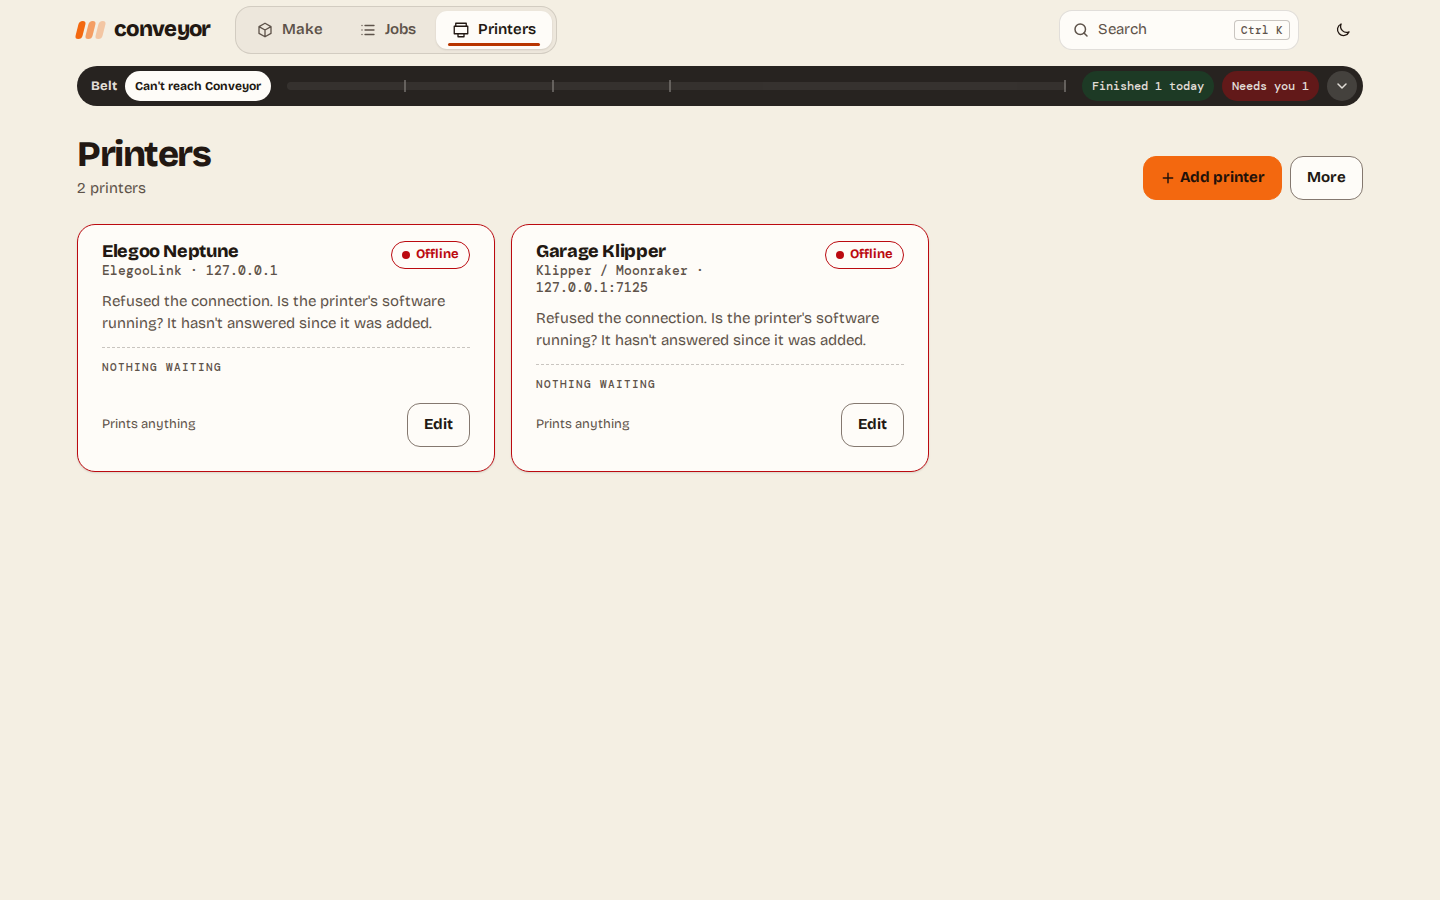 conveyor
Make
Jobs
Printers
Search
Ctrl K
Belt
Can't reach Conveyor
Finished 1 today
Needs you 1
Printers
2 printers
+ Add printer
More
Elegoo Neptune
Offline
ElegooLink · 127.0.0.1
Refused the connection. Is the printer's software
running? It hasn't answered since it was added.
NOTHING WAITING
Prints anything
Edit
Garage Klipper
Offline
Klipper / Moonraker ·
127.0.0.1:7125
Refused the connection. Is the printer's software
running? It hasn't answered since it was added.
NOTHING WAITING
Prints anything
Edit